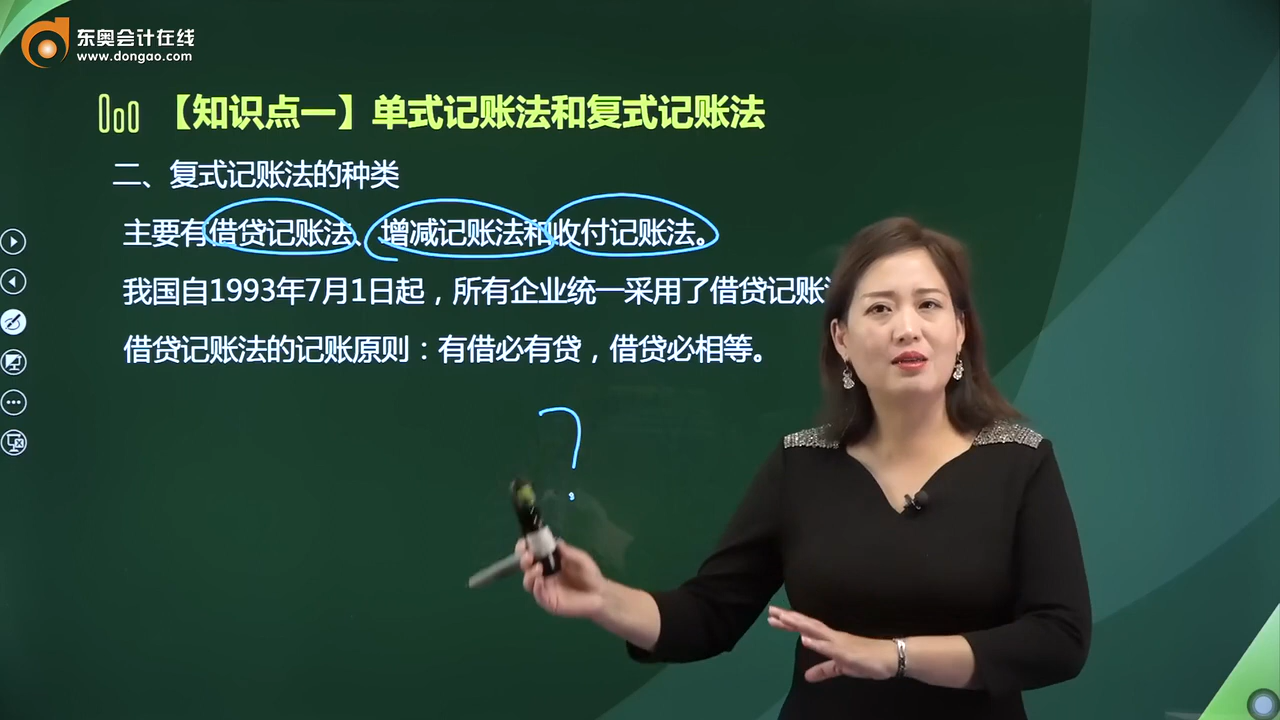 东奥会计在线
www.dongao.com
【知识点一】单式记账法和复式记账法
二、复式记账法的种类
主要有借贷记账法、增减记账法和收付记账法。
我国自1993年7月1日起，所有企业统一采用了借贷记账
借贷记账法的记账原则：有借必有贷，借贷必相等。
?